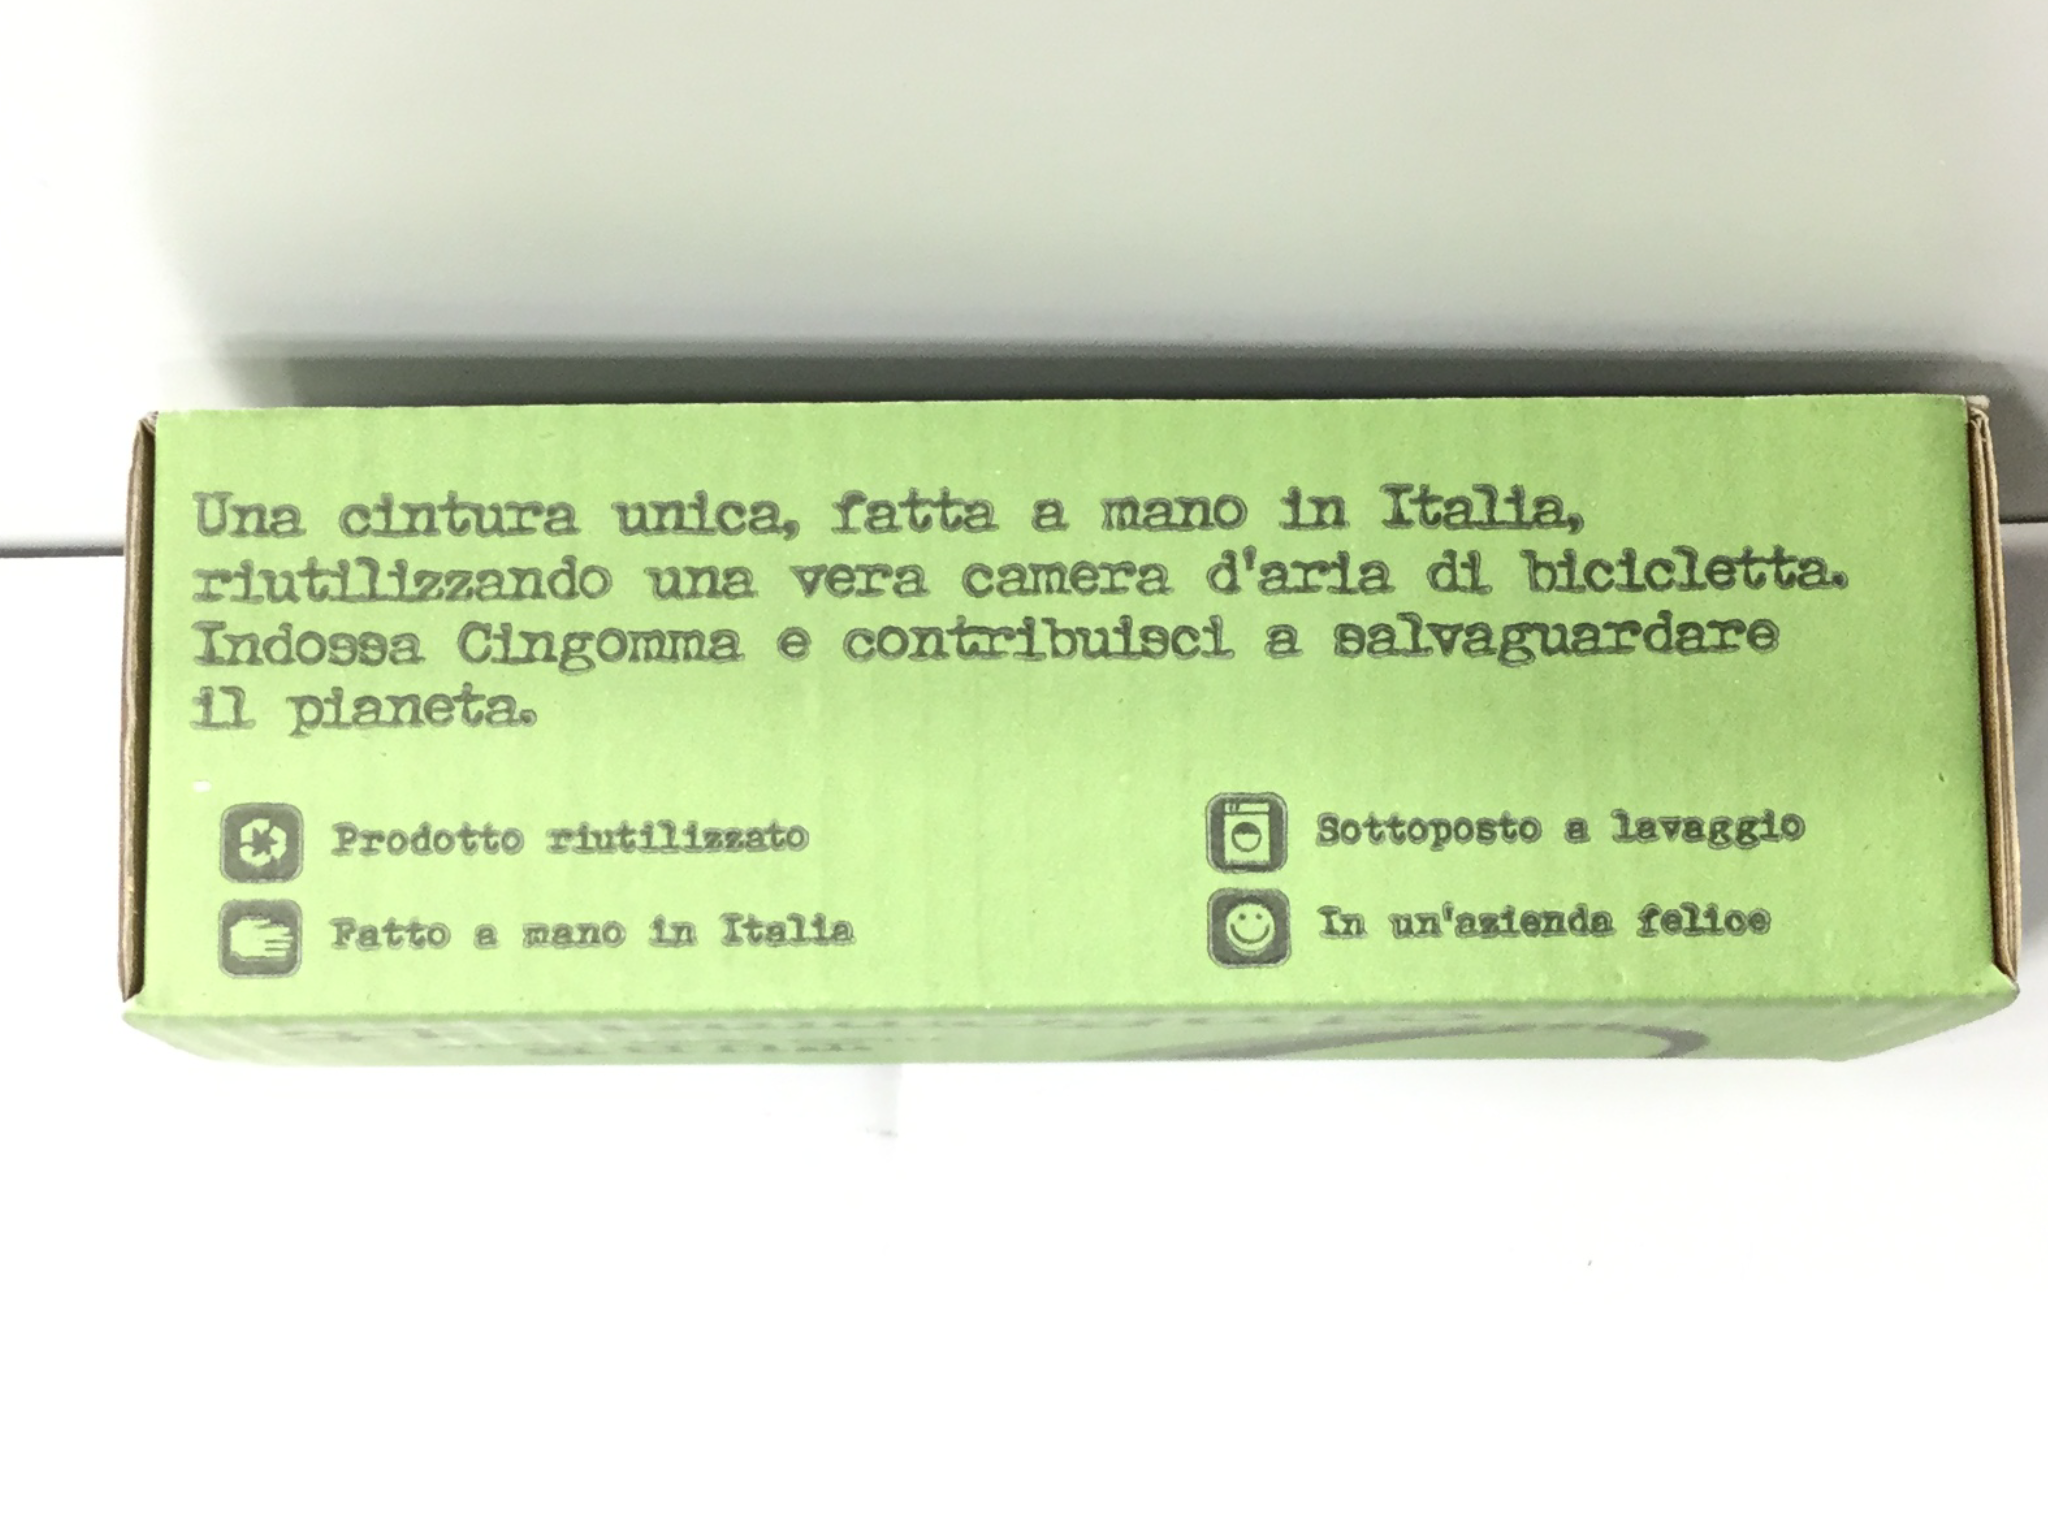 Una cintura unica, fatta a mano in Italia,
riutilizzando una vera camera d'aria di bicicletta.
Indossa Cingomma e contribuisci a salvaguardare
il pianeta.
Prodotto riutilizzato
Fatto a mano in Italia
Sottoposto a lavaggio
In un'azienda felice